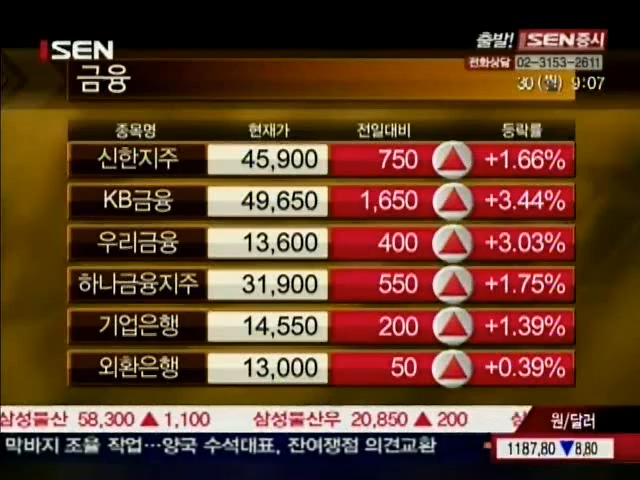 SEN
출발! SEN증시
전화상담 02-3153-2611
금융
30 (월) 9:07
종목명 현재가 전일대비 등락률
신한지주 45,900 750 ▲ +1.66%
KB금융 49,650 1,650 ▲ +3.44%
우리금융 13,600 400 ▲ +3.03%
하나금융지주 31,900 550 ▲ +1.75%
기업은행 14,550 200 ▲ +1.39%
외환은행 13,000 50 ▲ +0.39%
삼성물산 58,300 ▲ 1,100 삼성물산우 20,850 ▲ 200 삼
원/달러
막바지 조율 작업…양국 수석대표, 잔여쟁점 의견교환
1187,80 ▼8,80